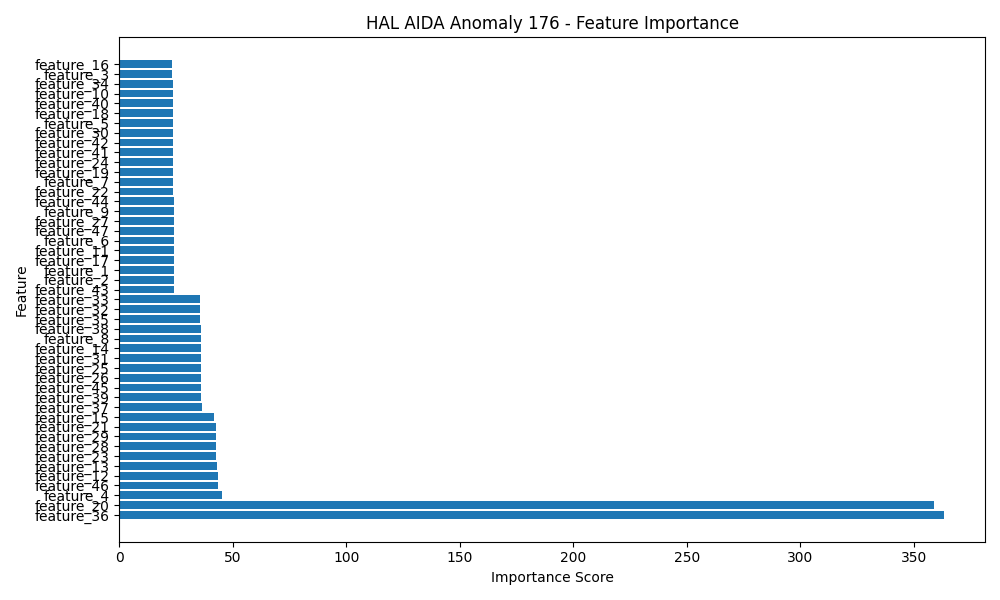 HAL AIDA Anomaly 176 - Feature Importance
feature_16
feature_3
feature_34
feature_10
feature_40
feature_18
feature_5
feature_30
feature_42
feature_41
feature_24
feature_19
feature_7
feature_22
feature_44
feature_9
feature_27
feature_47
feature_6
feature_11
feature_17
feature_1
feature_2
feature_43
feature_33
feature_32
feature_35
feature_38
feature_8
feature_14
feature_31
feature_25
feature_26
feature_45
feature_39
feature_37
feature_15
feature_21
feature_29
feature_28
feature_23
feature_13
feature_12
feature_46
feature_4
feature_20
feature_36
Feature
0 50 100 150 200 250 300 350
Importance Score